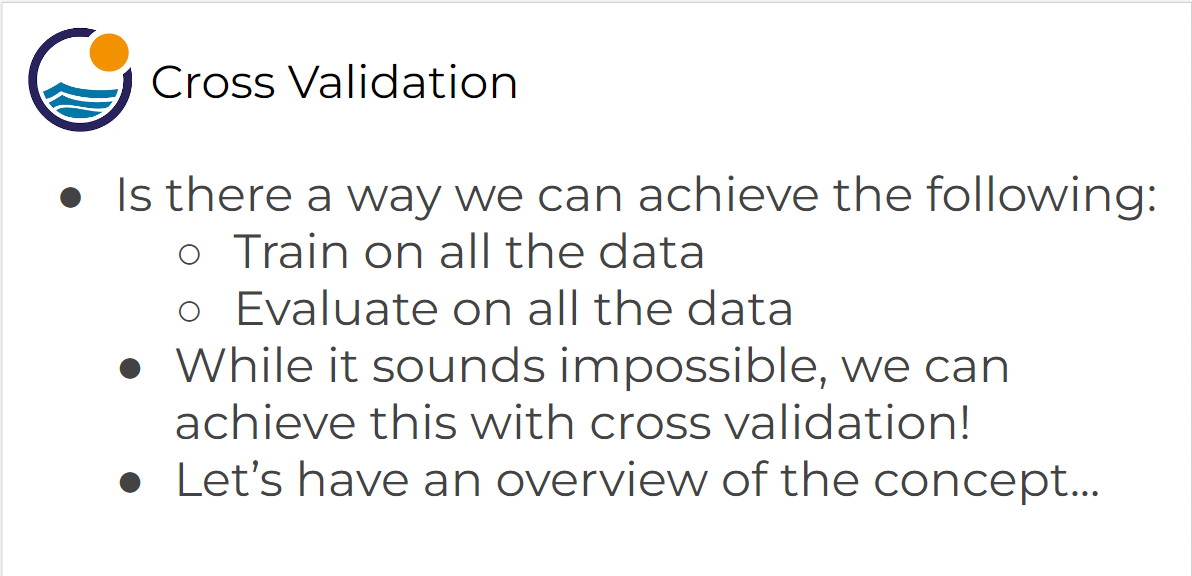 Cross Validation
● Is there a way we can achieve the following:
○ Train on all the data
○ Evaluate on all the data
● While it sounds impossible, we can
achieve this with cross validation!
● Let’s have an overview of the concept...